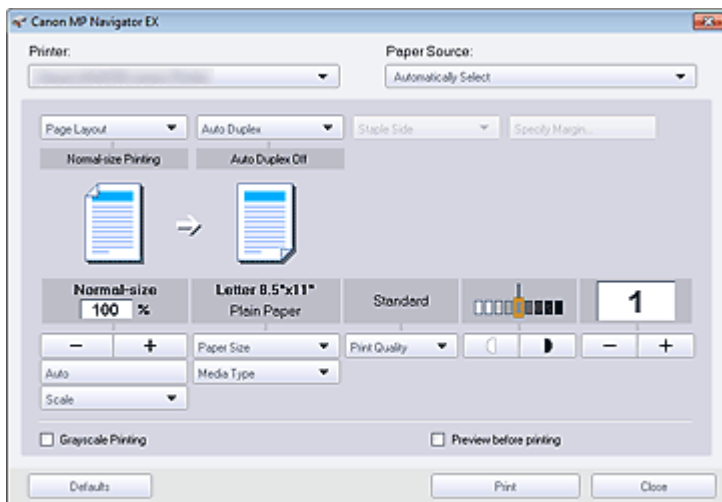 Canon MP Navigator EX
Printer: Paper Source:
Automatically Select
Page Layout Auto Duplex Staple Side Specify Margin...
Normal-size Printing Auto Duplex Off
Normal-size Letter 8.5"x11" Standard 1
100 % Plain Paper
− + Paper Size Print Quality − +
Auto Media Type
Scale
Grayscale Printing Preview before printing
Defaults Print Close